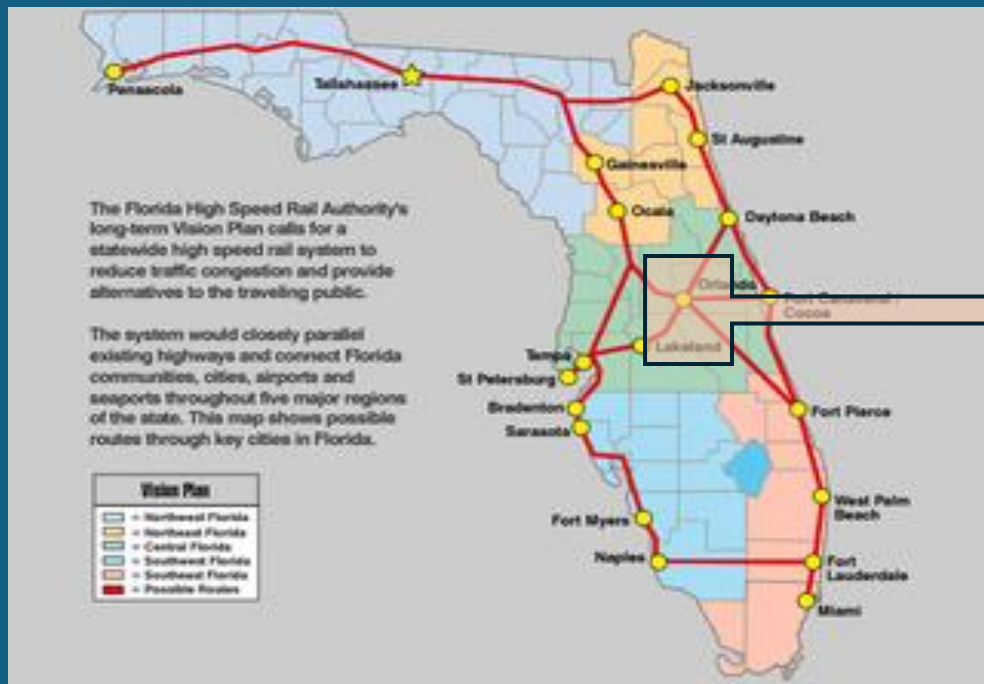 Pensacola
Tallahassee
Jacksonville
St Augustine
Gainesville
Ocala
Daytona Beach
The Florida High Speed Rail Authority's
long-term Vision Plan calls for a
statewide high speed rail system to
reduce traffic congestion and provide
alternatives to the traveling public.
Orlando
Port Canaveral /
Cocoa
The system would closely parallel
existing highways and connect Florida
communities, cities, airports and
seaports throughout five major regions
of the state. This map shows possible
routes through key cities in Florida.
Lakeland
Tampa
St Petersburg
Bradenton
Sarasota
Fort Pierce
Vision Plan
= Northwest Florida
= Northeast Florida
= Central Florida
= Southwest Florida
= Southeast Florida
= Possible Routes
West Palm
Beach
Fort Myers
Naples
Fort
Lauderdale
Miami